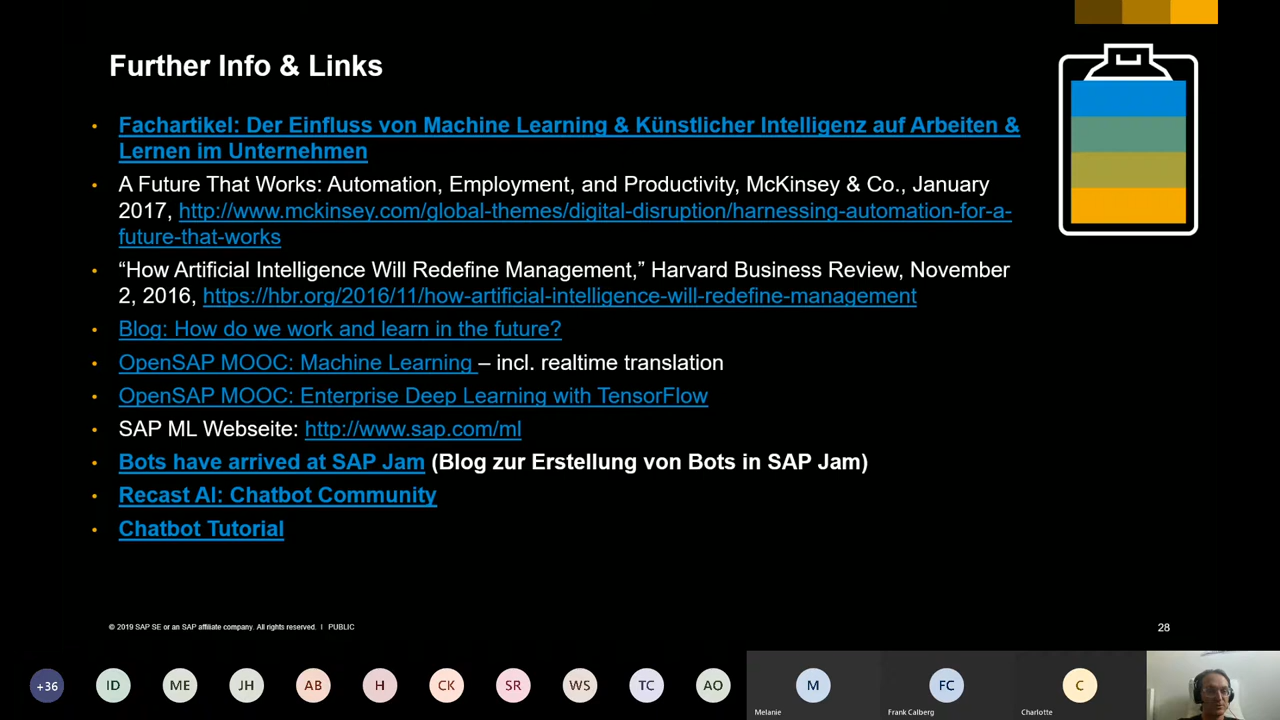 Further Info & Links
• Fachartikel: Der Einfluss von Machine Learning & Künstlicher Intelligenz auf Arbeiten &
Lernen im Unternehmen
• A Future That Works: Automation, Employment, and Productivity, McKinsey & Co., January
2017, http://www.mckinsey.com/global-themes/digital-disruption/harnessing-automation-for-a-
future-that-works
• “How Artificial Intelligence Will Redefine Management,” Harvard Business Review, November
2, 2016, https://hbr.org/2016/11/how-artificial-intelligence-will-redefine-management
• Blog: How do we work and learn in the future?
• OpenSAP MOOC: Machine Learning – incl. realtime translation
• OpenSAP MOOC: Enterprise Deep Learning with TensorFlow
• SAP ML Webseite: http://www.sap.com/ml
• Bots have arrived at SAP Jam (Blog zur Erstellung von Bots in SAP Jam)
• Recast AI: Chatbot Community
• Chatbot Tutorial
© 2019 SAP SE or an SAP affiliate company. All rights reserved. I PUBLIC
28
+36 ID ME JH AB H CK SR WS TC AO M FC C
Melanie Frank Calberg Charlotte